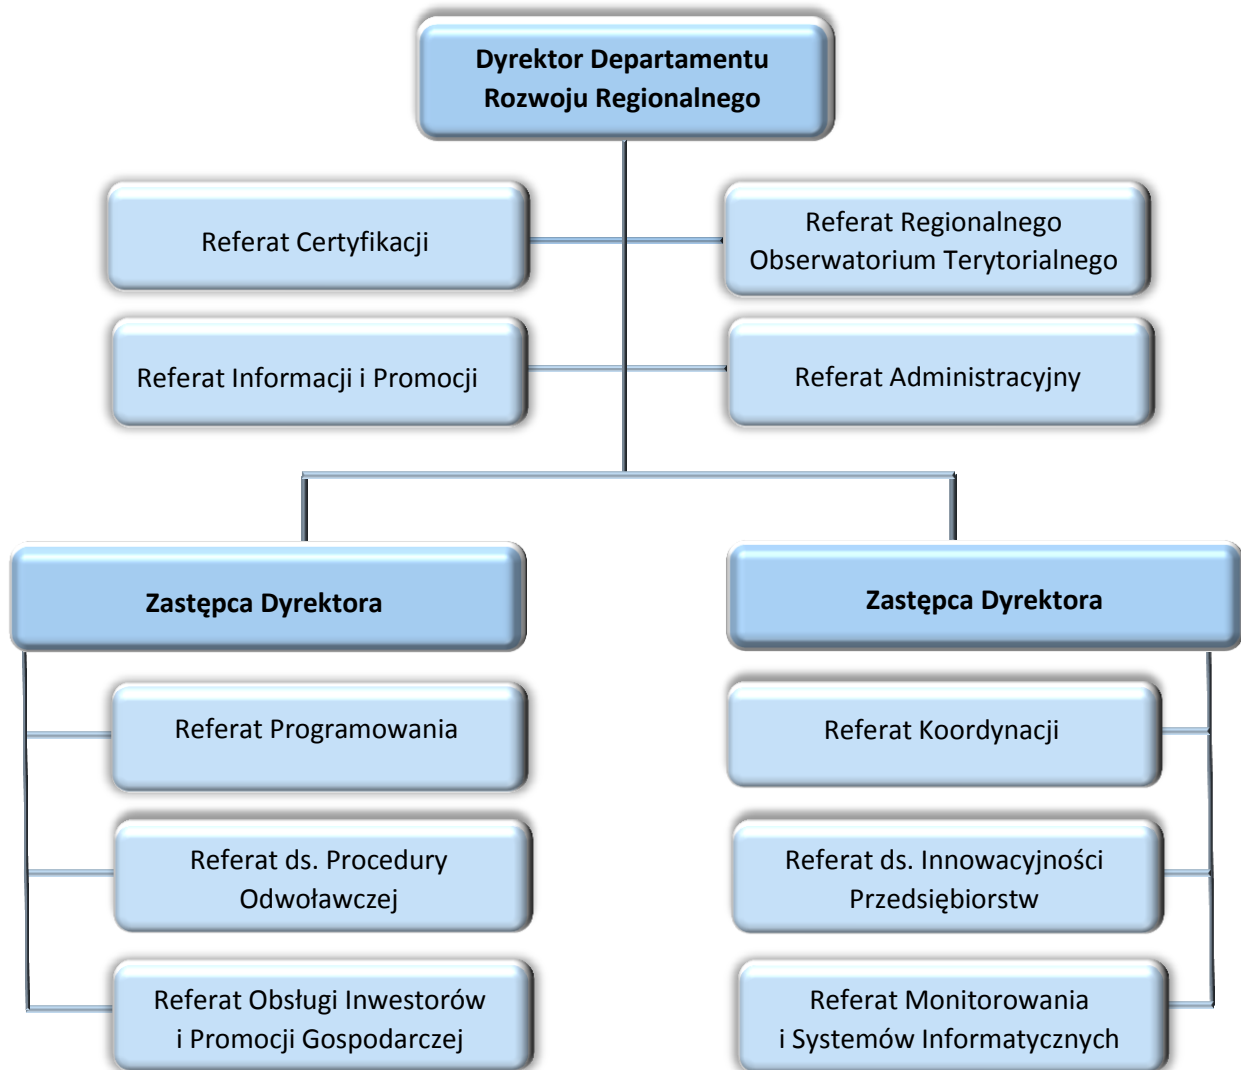 Dyrektor Departamentu
Rozwoju Regionalnego
Referat Certyfikacji
Referat Regionalnego
Obserwatorium Terytorialnego
Referat Informacji i Promocji
Referat Administracyjny
Zastępca Dyrektora
Zastępca Dyrektora
Referat Programowania
Referat Koordynacji
Referat ds. Procedury
Odwoławczej
Referat ds. Innowacyjności
Przedsiębiorstw
Referat Obsługi Inwestorów
i Promocji Gospodarczej
Referat Monitorowania
i Systemów Informatycznych